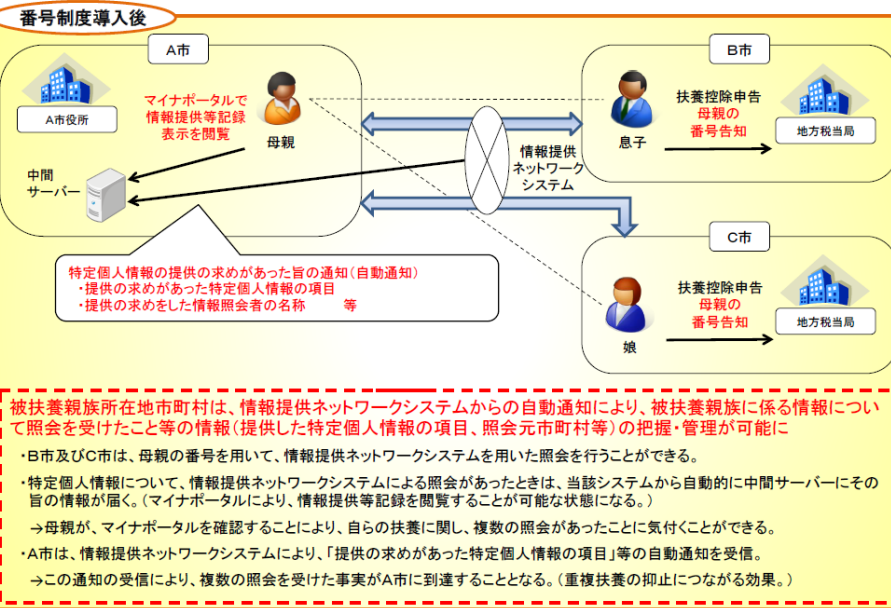 番号制度導入後
A市
A市役所
マイナポータルで
情報提供等記録
表示を閲覧
母親
中間
サーバー
情報提供
ネットワーク
システム
B市
息子
扶養控除申告
母親の
番号告知
地方税当局
C市
娘
扶養控除申告
母親の
番号告知
地方税当局
特定個人情報の提供の求めがあった旨の通知(自動通知)
・提供の求めがあった特定個人情報の項目
・提供の求めをした情報照会者の名称 等
被扶養親族所在地市町村は、情報提供ネットワークシステムからの自動通知により、被扶養親族に係る情報につい
て照会を受けたこと等の情報(提供した特定個人情報の項目、照会元市町村等)の把握・管理が可能に
・B市及びC市は、母親の番号を用いて、情報提供ネットワークシステムを用いた照会を行うことができる。
・特定個人情報について、情報提供ネットワークシステムによる照会があったときは、当該システムから自動的に中間サーバーにその
旨の情報が届く。(マイナポータルにより、情報提供等記録を閲覧することが可能な状態になる。)
→母親が、マイナポータルを確認することにより、自らの扶養に関し、複数の照会があったことに気付くことができる。
・A市は、情報提供ネットワークシステムにより、「提供の求めがあった特定個人情報の項目」等の自動通知を受信。
→この通知の受信により、複数の照会を受けた事実がA市に到達することとなる。(重複扶養の抑止につながる効果。)